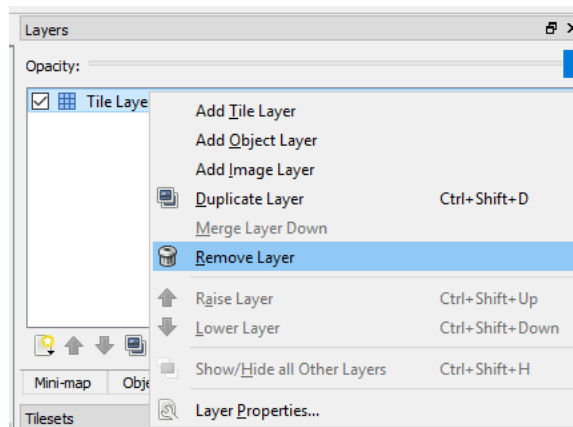 Layers
Opacity:
Tile Laye
Add Tile Layer
Add Object Layer
Add Image Layer
Duplicate Layer Ctrl+Shift+D
Merge Layer Down
Remove Layer
Raise Layer Ctrl+Shift+Up
Lower Layer Ctrl+Shift+Down
Show/Hide all Other Layers Ctrl+Shift+H
Layer Properties...
Mini-map Obje
Tilesets